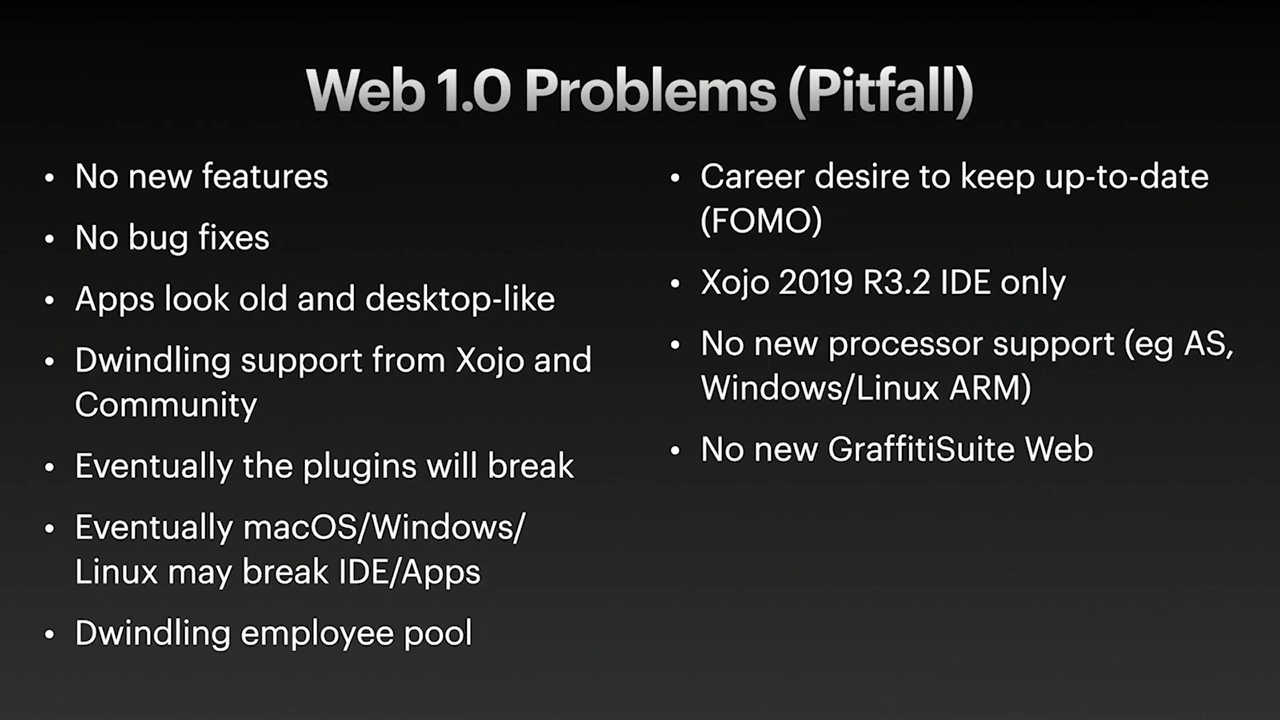 Web 1.0 Problems (Pitfall)
• No new features
• No bug fixes
• Apps look old and desktop-like
• Dwindling support from Xojo and
Community
• Eventually the plugins will break
• Eventually macOS/Windows/
Linux may break IDE/Apps
• Dwindling employee pool
• Career desire to keep up-to-date
(FOMO)
• Xojo 2019 R3.2 IDE only
• No new processor support (eg AS,
Windows/Linux ARM)
• No new GraffitiSuite Web